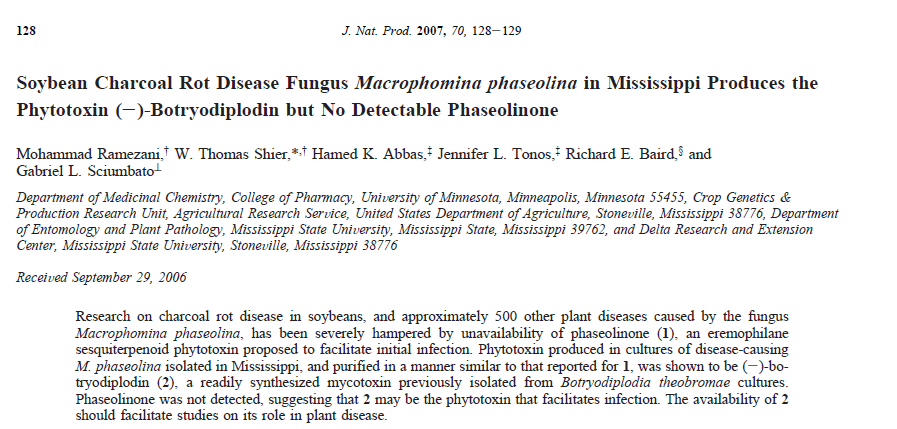 128
J. Nat. Prod. 2007, 70, 128−129
Soybean Charcoal Rot Disease Fungus Macrophomina phaseolina in Mississippi Produces the
Phytotoxin (−)-Botryodiplodin but No Detectable Phaseolinone
Mohammad Ramezani,† W. Thomas Shier,*,† Hamed K. Abbas,‡ Jennifer L. Tonos,‡ Richard E. Baird,§ and
Gabriel L. Sciumbato⊥
Department of Medicinal Chemistry, College of Pharmacy, University of Minnesota, Minneapolis, Minnesota 55455, Crop Genetics &
Production Research Unit, Agricultural Research Service, United States Department of Agriculture, Stoneville, Mississippi 38776, Department
of Entomology and Plant Pathology, Mississippi State University, Mississippi State, Mississippi 39762, and Delta Research and Extension
Center, Mississippi State University, Stoneville, Mississippi 38776
Received September 29, 2006
Research on charcoal rot disease in soybeans, and approximately 500 other plant diseases caused by the fungus
Macrophomina phaseolina, has been severely hampered by unavailability of phaseolinone (1), an eremophilane
sesquiterpenoid phytotoxin proposed to facilitate initial infection. Phytotoxin produced in cultures of disease-causing
M. phaseolina isolated in Mississippi, and purified in a manner similar to that reported for 1, was shown to be (−)-bo-
tryodiplodin (2), a readily synthesized mycotoxin previously isolated from Botryodiplodia theobromae cultures.
Phaseolinone was not detected, suggesting that 2 may be the phytotoxin that facilitates infection. The availability of 2
should facilitate studies on its role in plant disease.